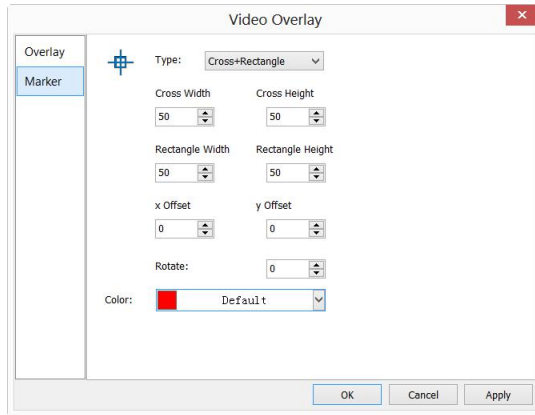 Video Overlay
Overlay
Marker
Type: Cross+Rectangle
Cross Width Cross Height
50 50
Rectangle Width Rectangle Height
50 50
x Offset y Offset
0 0
Rotate: 0
Color: Default
OK Cancel Apply